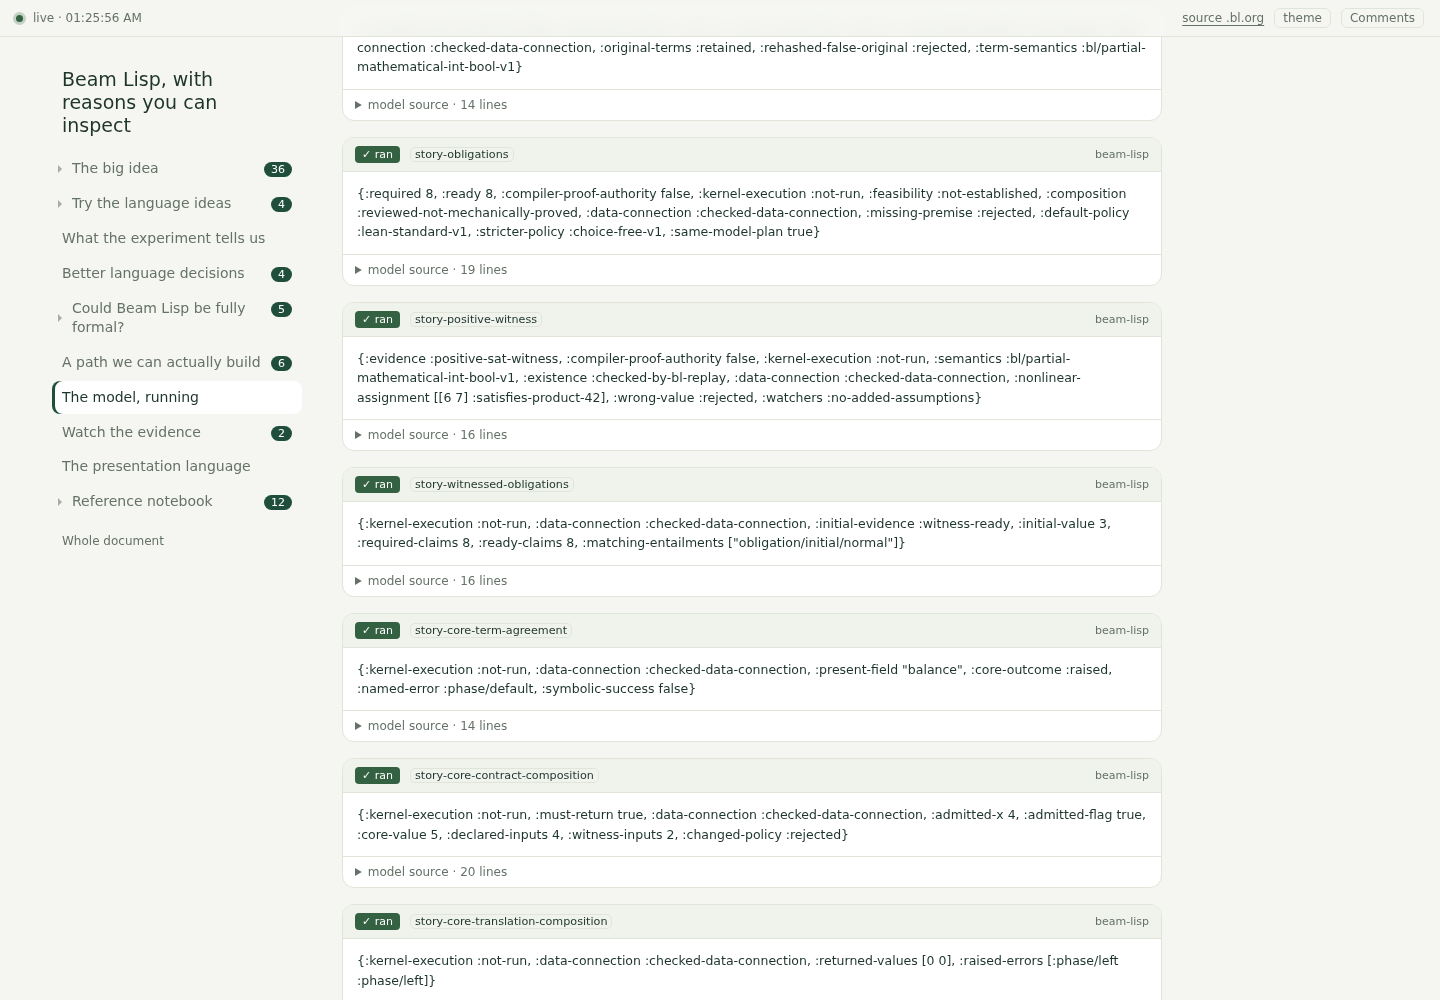 live · 01:25:56 AM
source .bl.org
theme
Comments
Beam Lisp, with
reasons you can
inspect
The big idea 36
Try the language ideas 4
What the experiment tells us
Better language decisions 4
Could Beam Lisp be fully 5
formal?
A path we can actually build 6
The model, running
Watch the evidence 2
The presentation language
Reference notebook 12
Whole document
connection :checked-data-connection, :original-terms :retained, :rehashed-false-original :rejected, :term-semantics :bl/partial-
mathematical-int-bool-v1}
model source · 14 lines
✓ ran story-obligations beam-lisp
{:required 8, :ready 8, :compiler-proof-authority false, :kernel-execution :not-run, :feasibility :not-established, :composition
:reviewed-not-mechanically-proved, :data-connection :checked-data-connection, :missing-premise :rejected, :default-policy
:lean-standard-v1, :stricter-policy :choice-free-v1, :same-model-plan true}
model source · 19 lines
✓ ran story-positive-witness beam-lisp
{:evidence :positive-sat-witness, :compiler-proof-authority false, :kernel-execution :not-run, :semantics :bl/partial-
mathematical-int-bool-v1, :existence :checked-by-bl-replay, :data-connection :checked-data-connection, :nonlinear-
assignment [[6 7] :satisfies-product-42], :wrong-value :rejected, :watchers :no-added-assumptions}
model source · 16 lines
✓ ran story-witnessed-obligations beam-lisp
{:kernel-execution :not-run, :data-connection :checked-data-connection, :initial-evidence :witness-ready, :initial-value 3,
:required-claims 8, :ready-claims 8, :matching-entailments ["obligation/initial/normal"]}
model source · 16 lines
✓ ran story-core-term-agreement beam-lisp
{:kernel-execution :not-run, :data-connection :checked-data-connection, :present-field "balance", :core-outcome :raised,
:named-error :phase/default, :symbolic-success false}
model source · 14 lines
✓ ran story-core-contract-composition beam-lisp
{:kernel-execution :not-run, :must-return true, :data-connection :checked-data-connection, :admitted-x 4, :admitted-flag true,
:core-value 5, :declared-inputs 4, :witness-inputs 2, :changed-policy :rejected}
model source · 20 lines
✓ ran story-core-translation-composition beam-lisp
{:kernel-execution :not-run, :data-connection :checked-data-connection, :returned-values [0 0], :raised-errors [:phase/left
:phase/left]}